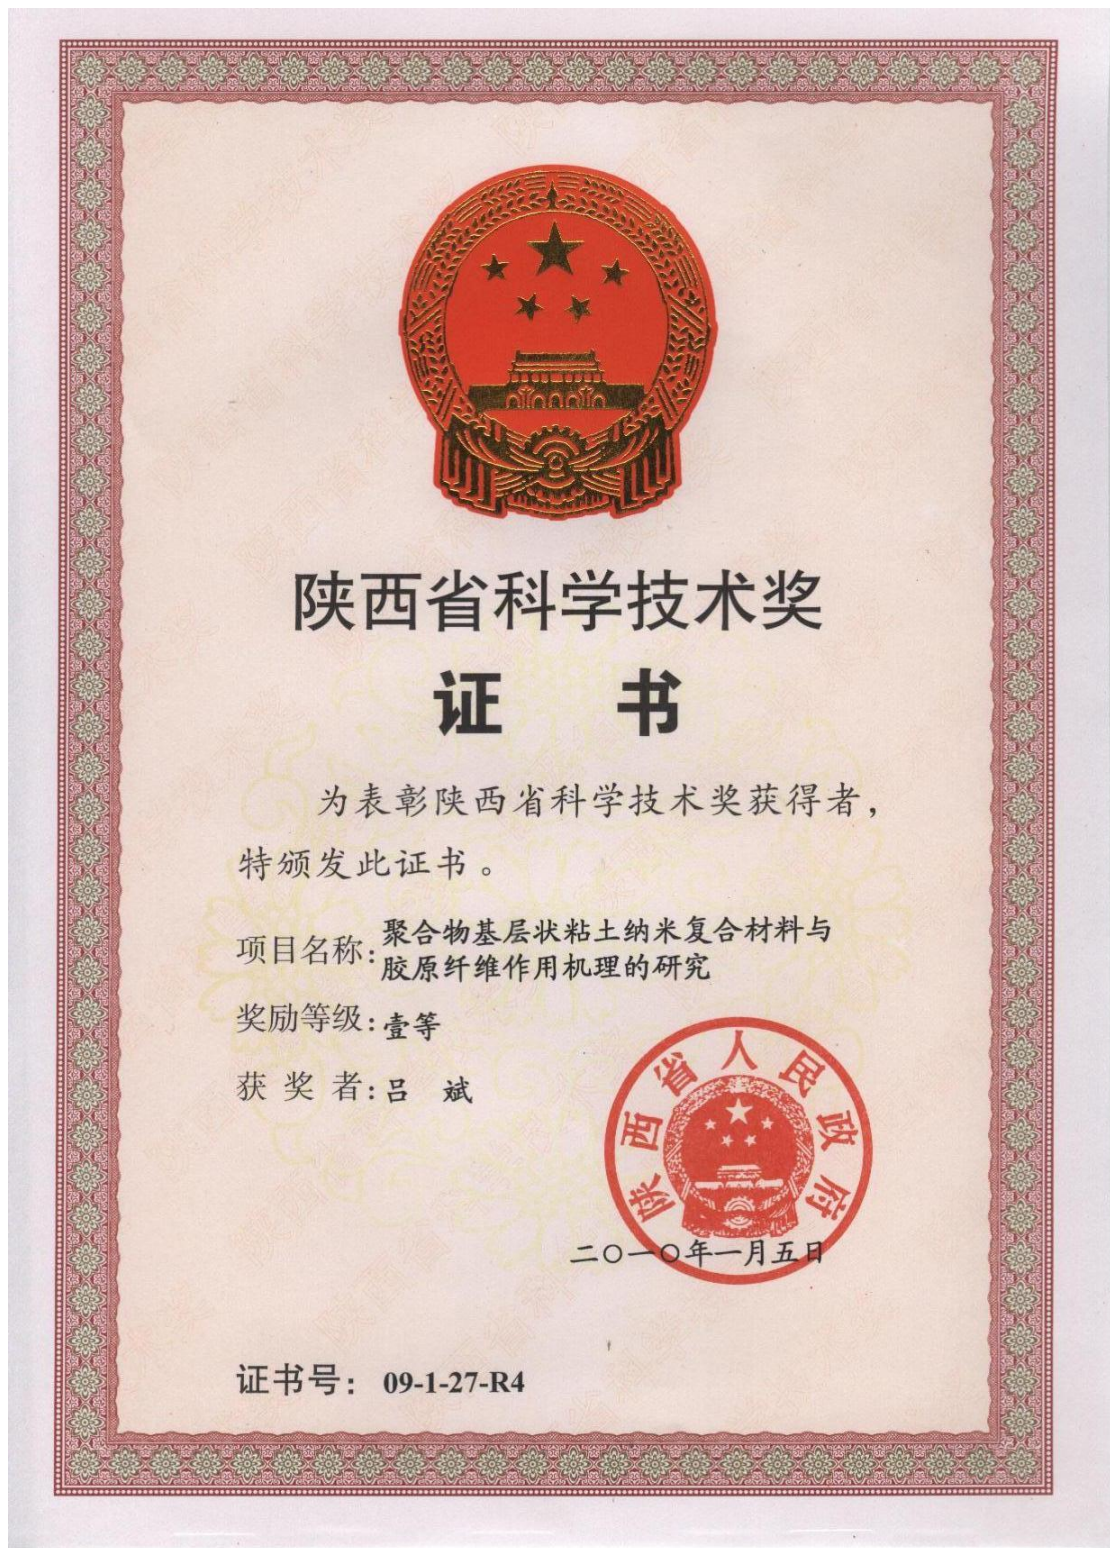 陕西省科学技术奖
证 书
为表彰陕西省科学技术奖获得者，
特颁发此证书。
项目名称：聚合物基层状粘土纳米复合材料与
胶原纤维作用机理的研究
奖励等级：壹等
获 奖 者：吕 斌
陕西省人民政府
二〇一〇年一月五日
证书号： 09-1-27-R4